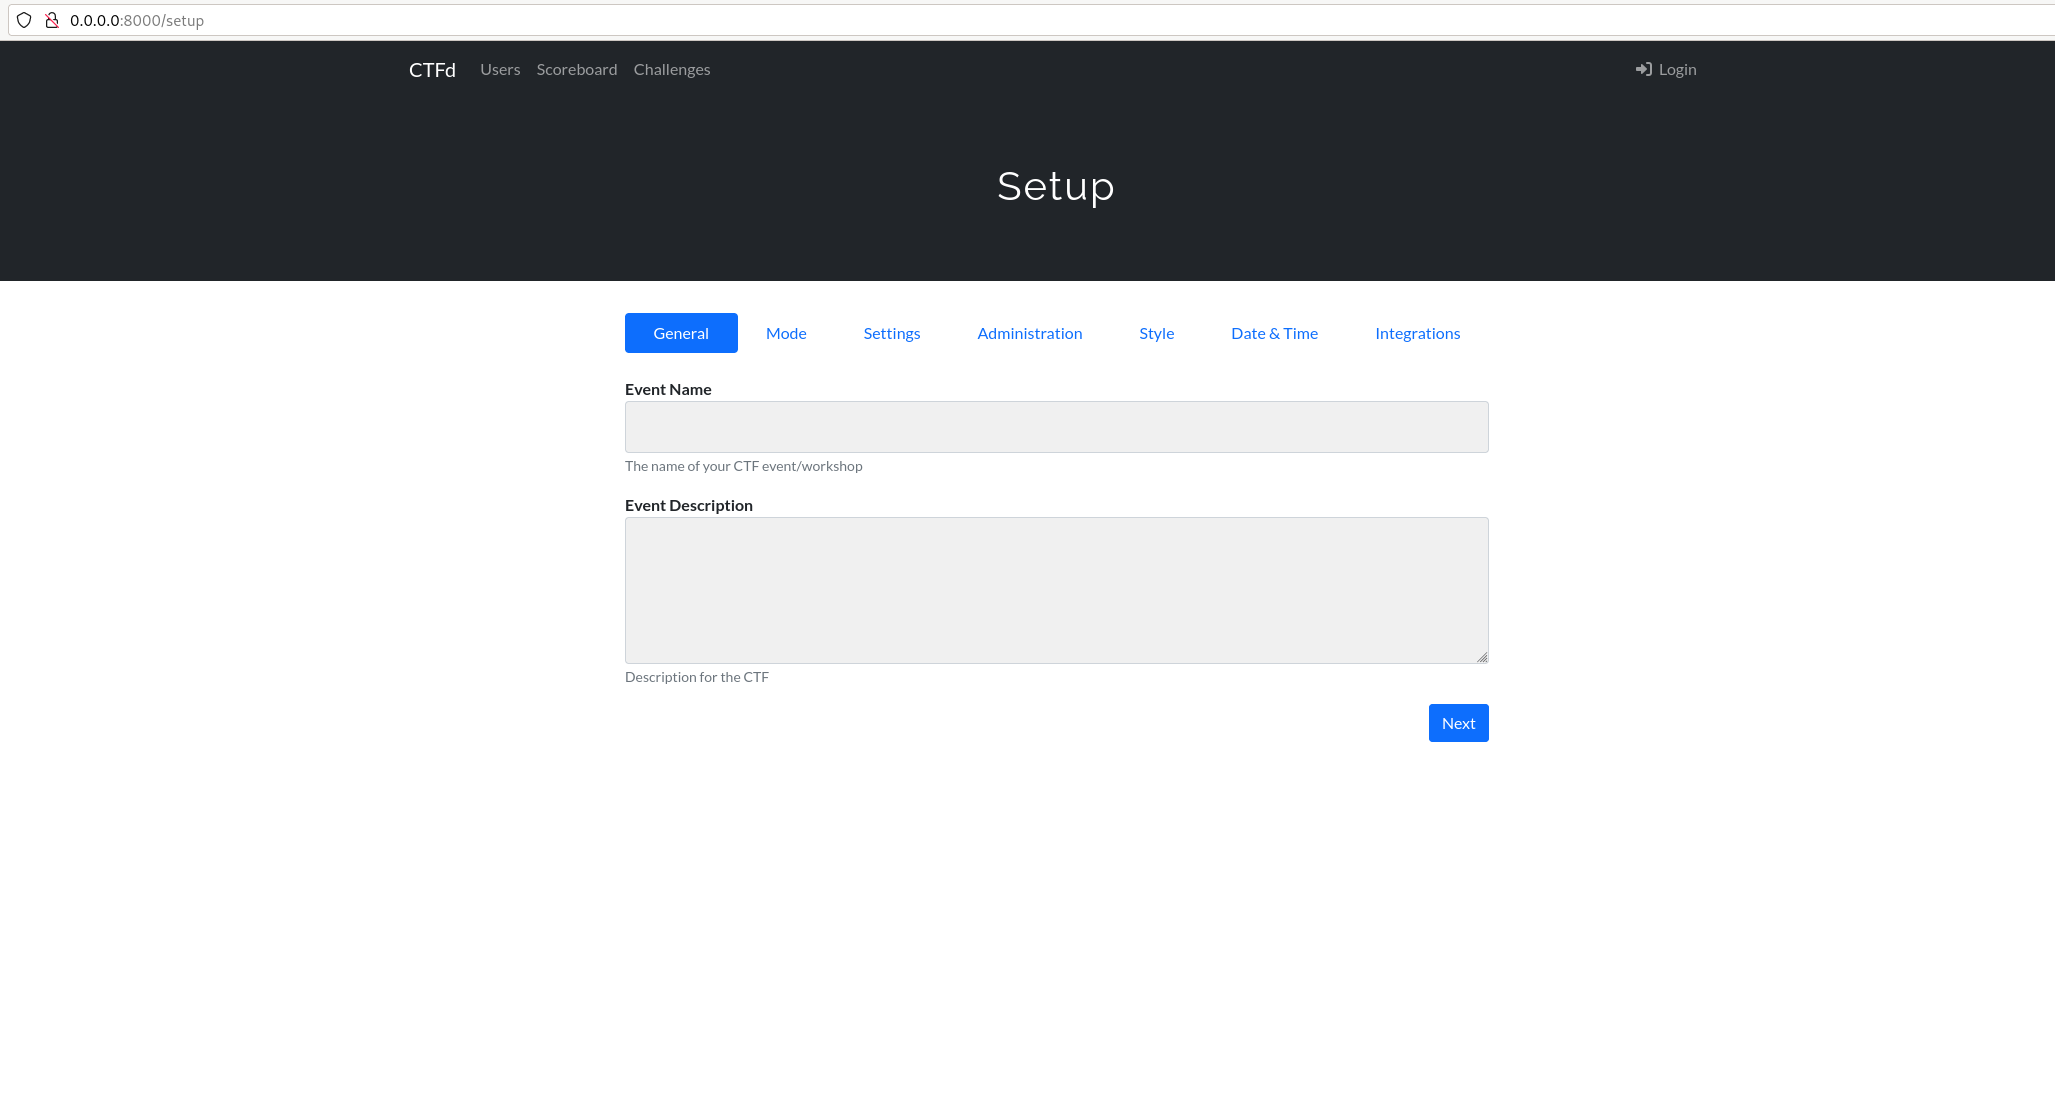 0.0.0.0:8000/setup
CTFd Users Scoreboard Challenges Login
Setup
General Mode Settings Administration Style Date & Time Integrations
Event Name
The name of your CTF event/workshop
Event Description
Description for the CTF
Next